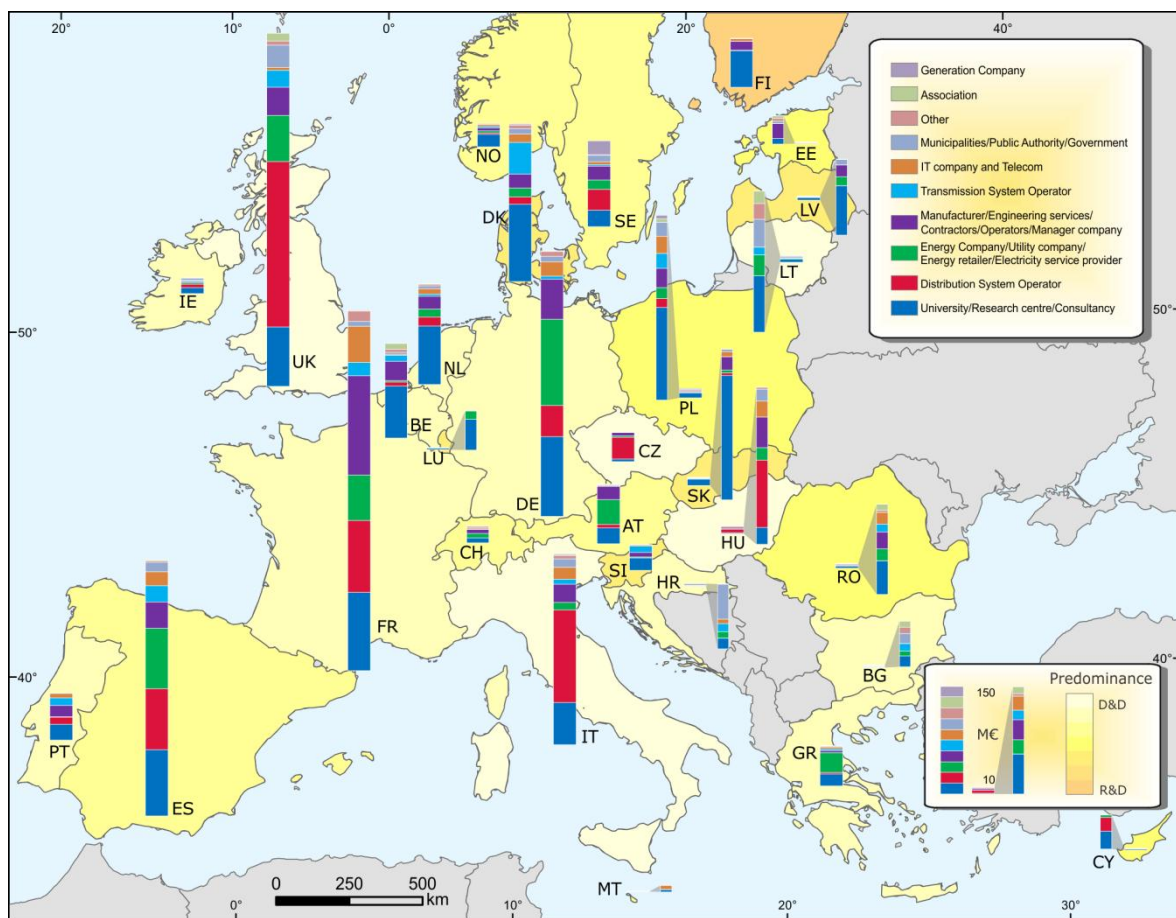 20°
10°
0°
20°
40°
FI
Generation Company
Association
Other
Municipalities/Public Authority/Government
IT company and Telecom
Transmission System Operator
Manufacturer/Engineering services/
Contractors/Operators/Manager company
Energy Company/Utility company/
Energy retailer/Electricity service provider
Distribution System Operator
University/Research centre/Consultancy
NO
EE
DK
SE
LV
LT
IE
50°
50°
UK
NL
PL
BE
LU
CZ
SK
DE
AT
HU
CH
SI
HR
RO
FR
40°
40°
BG
PT
IT
GR
ES
Predominance
150
D&D
M€
10
R&D
CY
MT
0 250 500
km
0°
10°
20°
30°